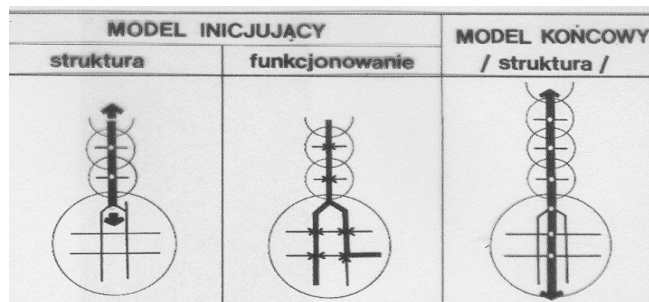 MODEL INICJUJĄCY
MODEL KOŃCOWY
struktura
funkcjonowanie
/ struktura /